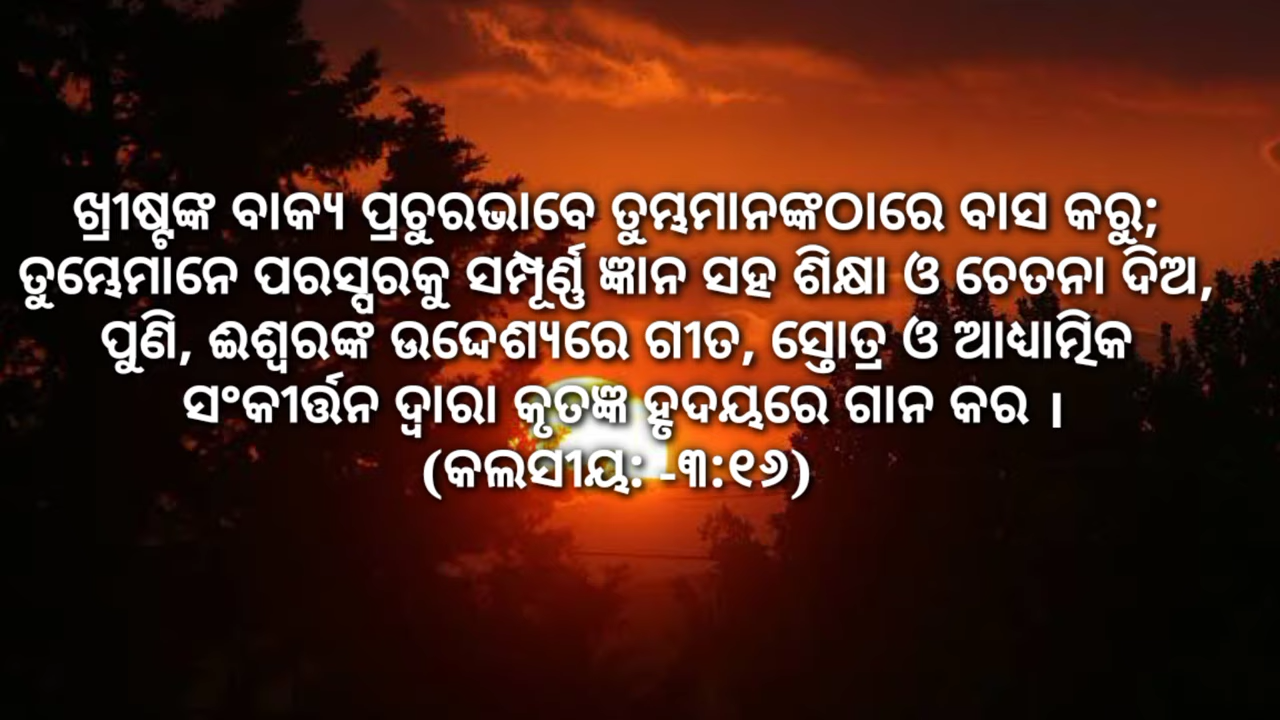 ଖ୍ରୀଷ୍ଟଙ୍କ ବାକ୍ୟ ପ୍ରଚୁରଭାବେ ତୁମ୍ଭମାନଙ୍କଠାରେ ବାସ କରୁ;
ତୁମ୍ଭେମାନେ ପରସ୍ପରକୁ ସମ୍ପୂର୍ଣ୍ଣ ଜ୍ଞାନ ସହ ଶିକ୍ଷା ଓ ଚେତନା ଦିଅ,
ପୁଣି, ଈଶ୍ୱରଙ୍କ ଉଦ୍ଦେଶ୍ୟରେ ଗୀତ, ସ୍ତୋତ୍ର ଓ ଆଧ୍ୟାତ୍ମିକ
ସଂକୀର୍ତ୍ତନ ଦ୍ୱାରା କୃତଜ୍ଞ ହୃଦୟରେ ଗାନ କର ।
(କଲସୀୟ: -୩:୧୬)